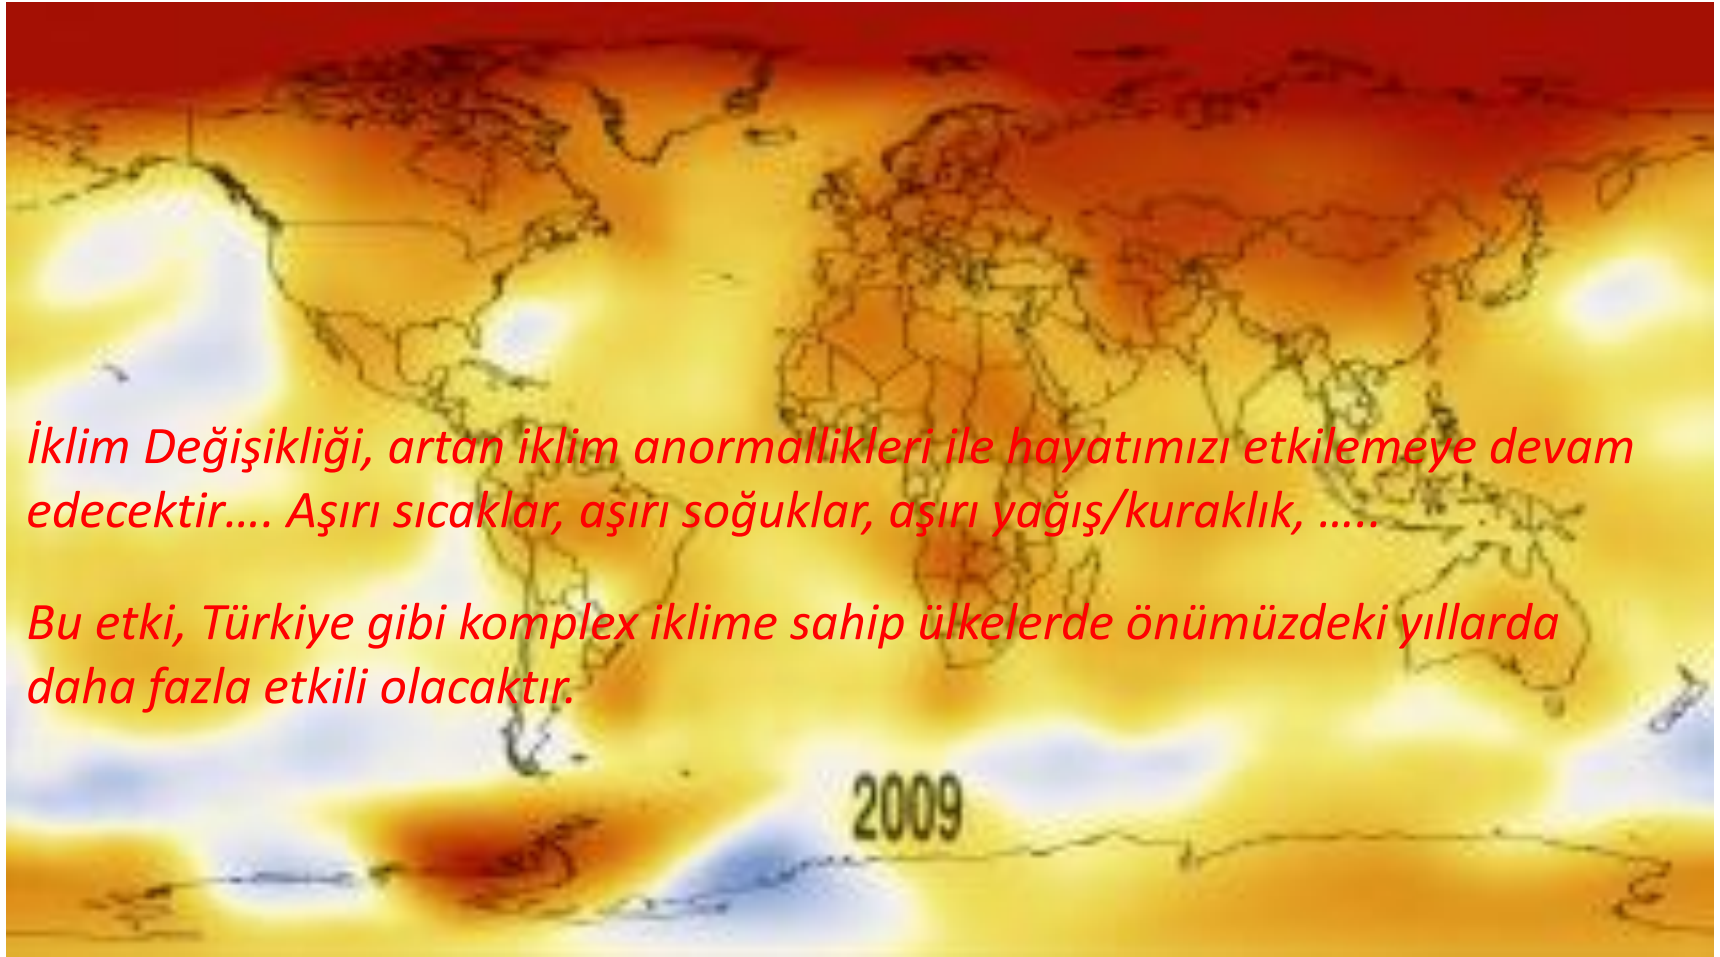 İklim Değişikliği, artan iklim anormallikleri ile hayatımızı etkilemeye devam
edecektir…. Aşırı sıcaklar, aşırı soğuklar, aşırı yağış/kuraklık, …..
Bu etki, Türkiye gibi komplex iklime sahip ülkelerde önümüzdeki yıllarda
daha fazla etkili olacaktır.
2009